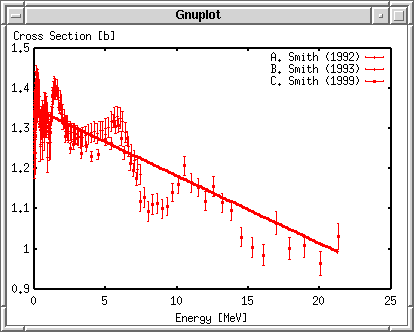 Gnuplot
Cross Section [b]
A. Smith (1992)
B. Smith (1993)
C. Smith (1999)
1.5
1.4
1.3
1.2
1.1
1
0.9
0
5
10
15
20
25
Energy [MeV]